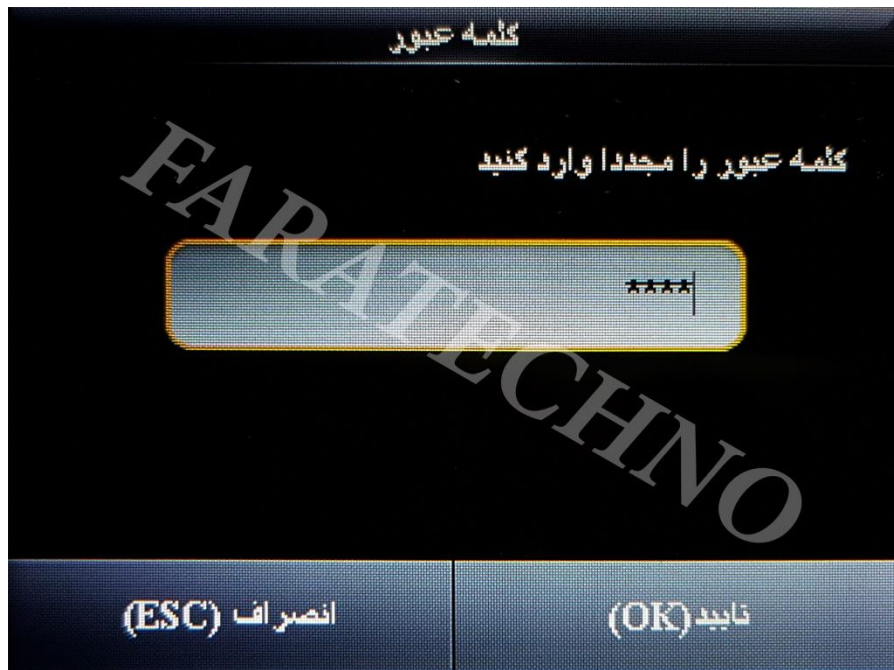 کلمه عبور
کلمه عبور را مجددا وارد کنید
****
FARATECHNO
تایید(OK)
انصراف (ESC)